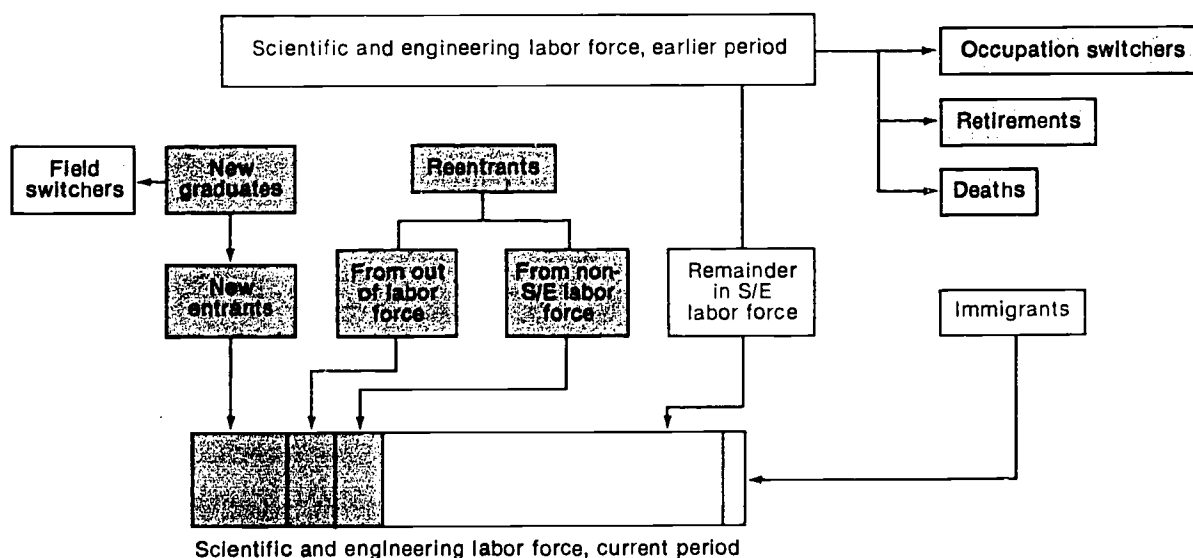 Scientific and engineering labor force, earlier period
Occupation switchers
Retirements
Deaths
Field
switchers
New
graduates
Reentrants
New
entrants
From out
of labor
force
From non-
S/E labor
force
Remainder
in S/E
labor force
Immigrants
Scientific and engineering labor force, current period